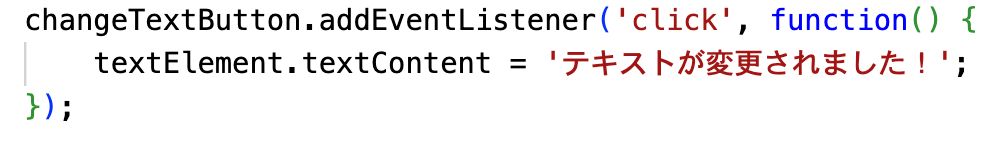 changeTextButton.addEventListener('click', function() {
    textElement.textContent = 'テキストが変更されました！';
});